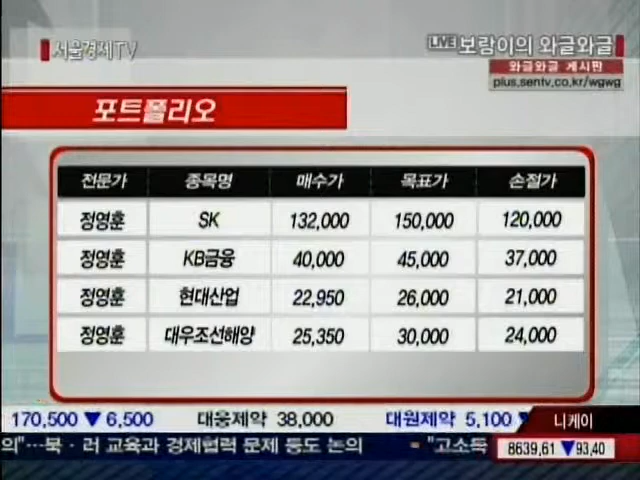 서울경제TV
LIVE 보람이의 와글와글
와글와글 게시판
plus.sentv.co.kr/wgwg
포트폴리오
전문가 종목명 매수가 목표가 손절가
정영훈 SK 132,000 150,000 120,000
정영훈 KB금융 40,000 45,000 37,000
정영훈 현대산업 22,950 26,000 21,000
정영훈 대우조선해양 25,350 30,000 24,000
170,500 ▼ 6,500 대웅제약 38,000 대원제약 5,100 ▼
니케이
의"…북·러 교육과 경제협력 문제 등도 논의 "고소득
8639,61 ▼93,40